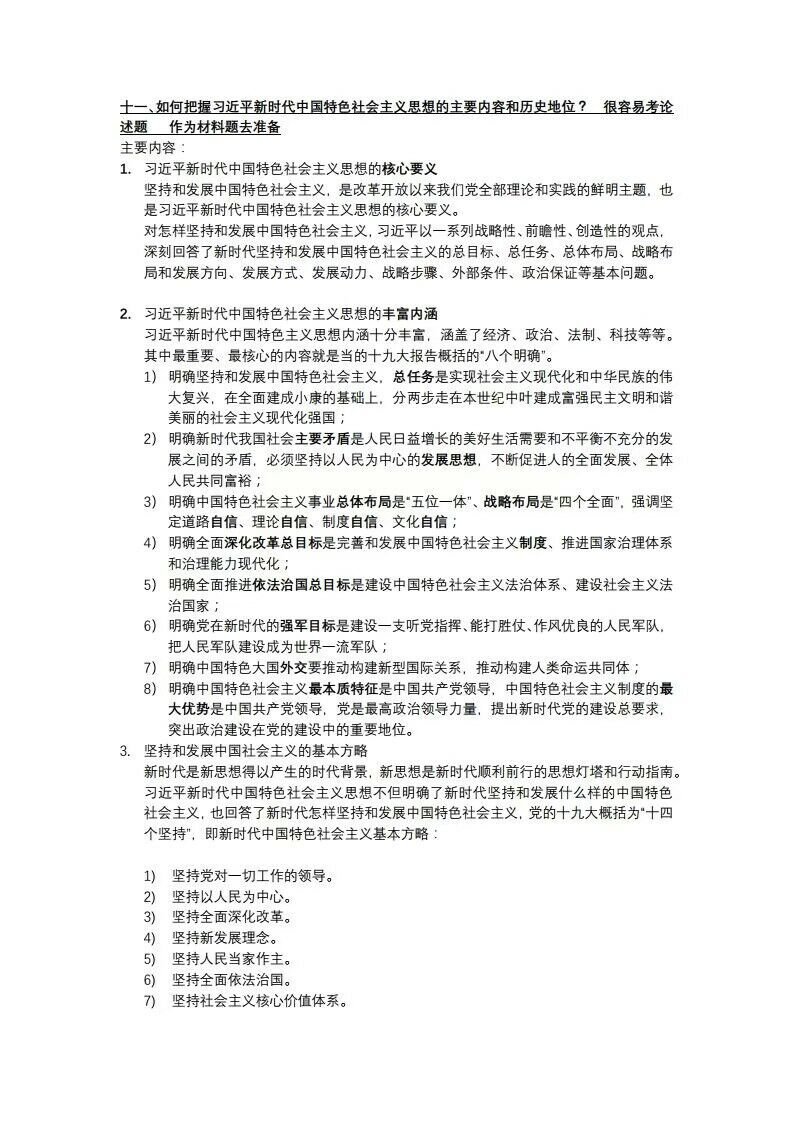 十一、如何把握习近平新时代中国特色社会主义思想的主要内容和历史地位？ 很容易考论
述题 作为材料题去准备
主要内容：
1. 习近平新时代中国特色社会主义思想的核心要义
坚持和发展中国特色社会主义，是改革开放以来我们党全部理论和实践的鲜明主题，也
是习近平新时代中国特色社会主义思想的核心要义。
对怎样坚持和发展中国特色社会主义，习近平以一系列战略性、前瞻性、创造性的观点，
深刻回答了新时代坚持和发展中国特色社会主义的总目标、总任务、总体布局、战略布
局和发展方向、发展方式、发展动力、战略步骤、外部条件、政治保证等基本问题。
2. 习近平新时代中国特色社会主义思想的丰富内涵
习近平新时代中国特色主义思想内涵十分丰富，涵盖了经济、政治、法制、科技等等。
其中最重要、最核心的内容就是当的十九大报告概括的“八个明确”。
1) 明确坚持和发展中国特色社会主义，总任务是实现社会主义现代化和中华民族的伟
大复兴，在全面建成小康的基础上，分两步走在本世纪中叶建成富强民主文明和谐
美丽的社会主义现代化强国；
2) 明确新时代我国社会主要矛盾是人民日益增长的美好生活需要和不平衡不充分的发
展之间的矛盾，必须坚持以人民为中心的发展思想，不断促进人的全面发展、全体
人民共同富裕；
3) 明确中国特色社会主义事业总体布局是“五位一体”、战略布局是“四个全面”，强调坚
定道路自信、理论自信、制度自信、文化自信；
4) 明确全面深化改革总目标是完善和发展中国特色社会主义制度、推进国家治理体系
和治理能力现代化；
5) 明确全面推进依法治国总目标是建设中国特色社会主义法治体系、建设社会主义法
治国家；
6) 明确党在新时代的强军目标是建设一支听党指挥、能打胜仗、作风优良的人民军队，
把人民军队建设成为世界一流军队；
7) 明确中国特色大国外交要推动构建新型国际关系，推动构建人类命运共同体；
8) 明确中国特色社会主义最本质特征是中国共产党领导，中国特色社会主义制度的最
大优势是中国共产党领导，党是最高政治领导力量，提出新时代党的建设总要求，
突出政治建设在党的建设中的重要地位。
3. 坚持和发展中国社会主义的基本方略
新时代是新思想得以产生的时代背景，新思想是新时代顺利前行的思想灯塔和行动指南。
习近平新时代中国特色社会主义思想不但明确了新时代坚持和发展什么样的中国特色
社会主义，也回答了新时代怎样坚持和发展中国特色社会主义，党的十九大概括为“十四
个坚持”，即新时代中国特色社会主义基本方略：
1) 坚持党对一切工作的领导。
2) 坚持以人民为中心。
3) 坚持全面深化改革。
4) 坚持新发展理念。
5) 坚持人民当家作主。
6) 坚持全面依法治国。
7) 坚持社会主义核心价值体系。